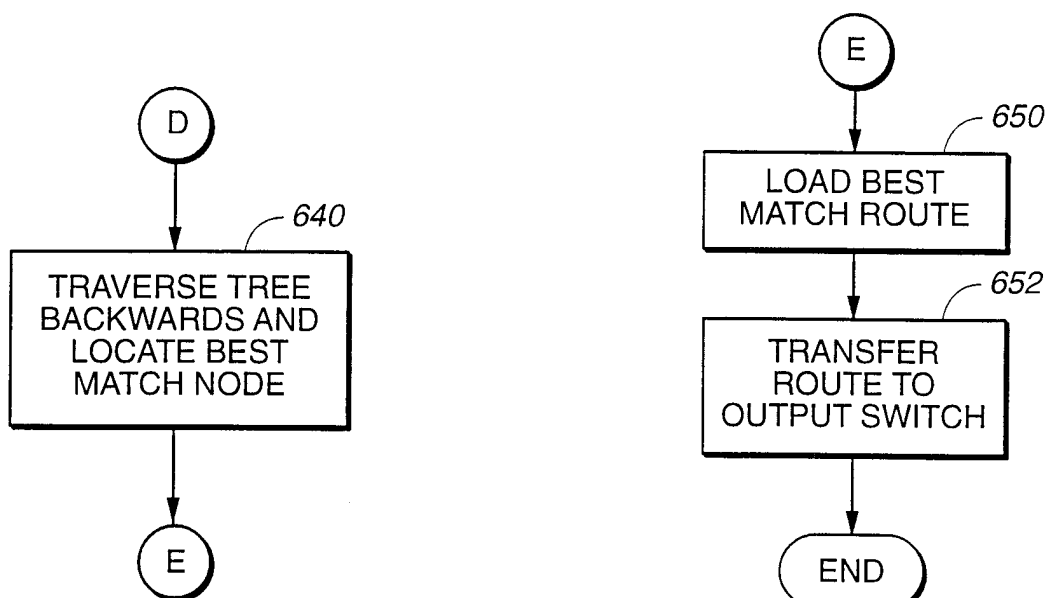 D
640
TRAVERSE TREE
BACKWARDS AND
LOCATE BEST
MATCH NODE
E
E
650
LOAD BEST
MATCH ROUTE
652
TRANSFER
ROUTE TO
OUTPUT SWITCH
END